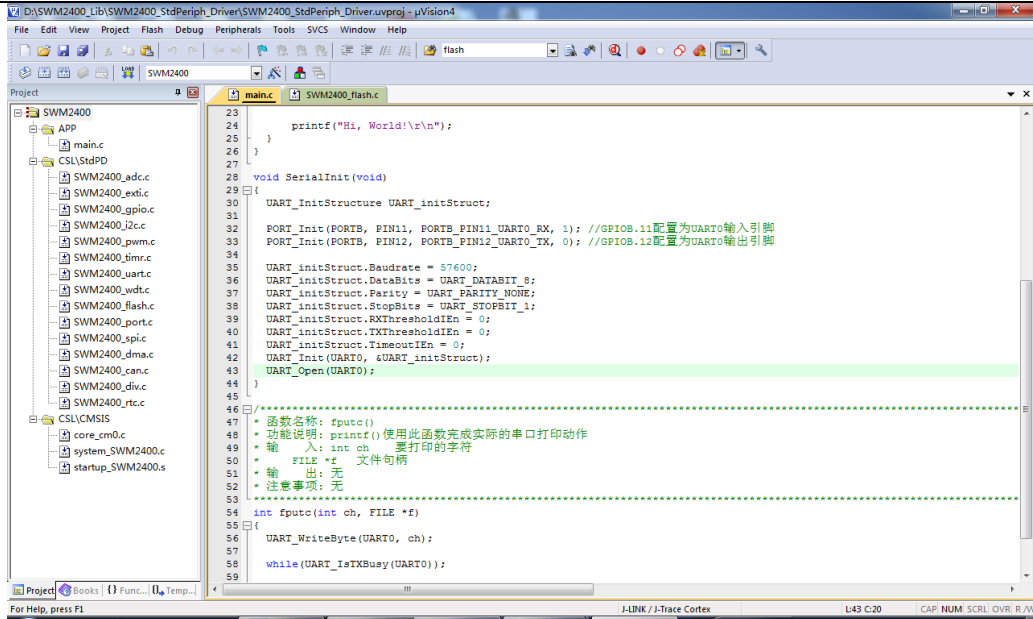 D:\SWM2400_Lib\SWM2400_StdPeriph_Driver\SWM2400_StdPeriph_Driver.uvproj - µVision4
File Edit View Project Flash Debug Peripherals Tools SVCS Window Help
flash
LOAD
SWM2400
Project
SWM2400
APP
main.c
CSL\StdPD
SWM2400_adc.c
SWM2400_exti.c
SWM2400_gpio.c
SWM2400_i2c.c
SWM2400_pwm.c
SWM2400_timr.c
SWM2400_uart.c
SWM2400_wdt.c
SWM2400_flash.c
SWM2400_port.c
SWM2400_spi.c
SWM2400_dma.c
SWM2400_can.c
SWM2400_div.c
SWM2400_rtc.c
CSL\CMSIS
core_cm0.c
system_SWM2400.c
startup_SWM2400.s
Project Books {} Func... Temp...
main.c SWM2400_flash.c
23
24 printf("Hi, World!\r\n");
25 }
26 }
27
28 void SerialInit(void)
29 {
30 UART_InitStructure UART_initStruct;
31
32 PORT_Init(PORTB, PIN11, PORTB_PIN11_UART0_RX, 1); //GPIOB.11配置为UART0输入引脚
33 PORT_Init(PORTB, PIN12, PORTB_PIN12_UART0_TX, 0); //GPIOB.12配置为UART0输出引脚
34
35 UART_initStruct.Baudrate = 57600;
36 UART_initStruct.DataBits = UART_DATABIT_8;
37 UART_initStruct.Parity = UART_PARITY_NONE;
38 UART_initStruct.StopBits = UART_STOPBIT_1;
39 UART_initStruct.RXThresholdIEn = 0;
40 UART_initStruct.TXThresholdIEn = 0;
41 UART_initStruct.TimeoutIEn = 0;
42 UART_Init(UART0, &UART_initStruct);
43 UART_Open(UART0);
44 }
45
46 /******************************************************************************************
47 * 函数名称: fputc()
48 * 功能说明: printf()使用此函数完成实际的串口打印动作
49 * 输 入: int ch 要打印的字符
50 * FILE *f 文件句柄
51 * 输 出: 无
52 * 注意事项: 无
53 ******************************************************************************************
54 int fputc(int ch, FILE *f)
55 {
56 UART_WriteByte(UART0, ch);
57
58 while(UART_IsTXBusy(UART0));
59
For Help, press F1 J-LINK / J-Trace Cortex L:43 C:20 CAP NUM SCRL OVR R/W